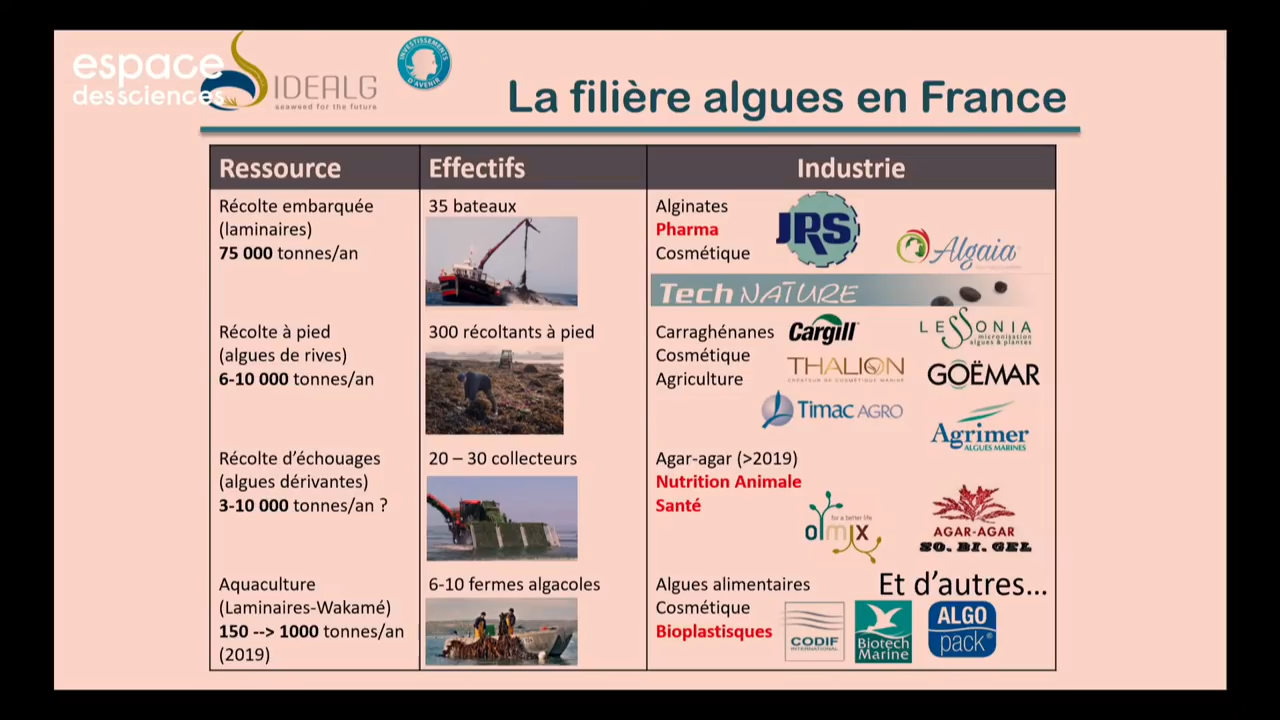 espace
des sciences
IDEALG
seaweed for the future
INVESTISSEMENTS
D'AVENIR
La filière algues en France
Ressource
Effectifs
Industrie
Récolte embarquée
(laminaires)
75 000 tonnes/an
35 bateaux
Alginates
Pharma
Cosmétique
JRS
Algaia
Tech NATURE
Récolte à pied
(algues de rives)
6-10 000 tonnes/an
300 récoltants à pied
Carraghénanes
Cosmétique
Agriculture
Cargill
LESSONIA
micronisation
algues & plantes
THALION
CRÉATEUR DE COSMÉTIQUE MARINE
GOËMAR
Timac AGRO
Agrimer
ALGUES MARINES
Récolte d'échouages
(algues dérivantes)
3-10 000 tonnes/an ?
20 – 30 collecteurs
Agar-agar (>2019)
Nutrition Animale
Santé
for a better life
olmix
AGAR-AGAR
SO. BI. GEL
Aquaculture
(Laminaires-Wakamé)
150 --> 1000 tonnes/an
(2019)
6-10 fermes algacoles
Algues alimentaires
Cosmétique
Bioplastisques
Et d'autres...
CODIF
INTERNATIONAL
Biotech
Marine
ALGO
pack®